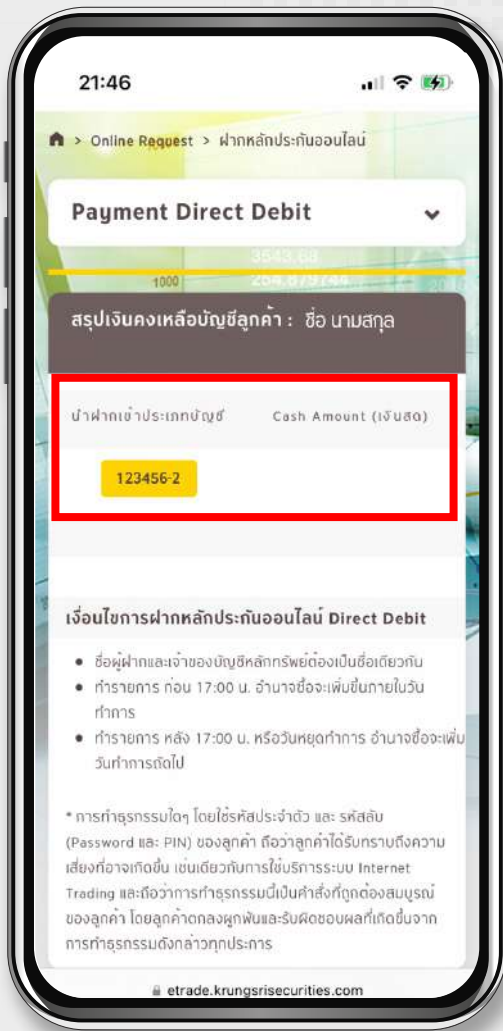 21:46
> Online Request > ฝากหลักประกันออนไลน์
Payment Direct Debit
3543.68
1000 254.879744
สรุปเงินคงเหลือบัญชีลูกค้า : ชื่อ นามสกุล
นำฝากเข้าประเภทบัญชี Cash Amount (เงินสด)
123456-2
เงื่อนไขการฝากหลักประกันออนไลน์ Direct Debit
• ชื่อผู้ฝากและเจ้าของบัญชีหลักทรัพย์ต้องเป็นชื่อเดียวกัน
• ทำรายการ ก่อน 17:00 น. อำนาจซื้อจะเพิ่มขึ้นภายในวัน
ทำการ
• ทำรายการ หลัง 17:00 น. หรือวันหยุดทำการ อำนาจซื้อจะเพิ่ม
วันทำการถัดไป
* การทำธุรกรรมใดๆ โดยใช้รหัสประจำตัว และ รหัสลับ
(Password และ PIN) ของลูกค้า ถือว่าลูกค้าได้รับทราบถึงความ
เสี่ยงที่อาจเกิดขึ้น เช่นเดียวกับการใช้บริการระบบ Internet
Trading และถือว่าการทำธุรกรรมนี้เป็นคำสั่งที่ถูกต้องสมบูรณ์
ของลูกค้า โดยลูกค้าตกลงผูกพันและรับผิดชอบผลที่เกิดขึ้นจาก
การทำธุรกรรมดังกล่าวทุกประการ
etrade.krungsrisecurities.com